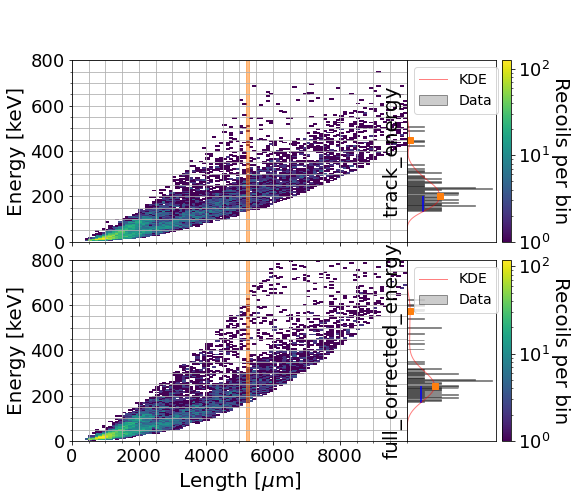 800
600
400
200
0
Energy [keV]
track_energy
KDE
Data
10²
10¹
10⁰
Recoils per bin
800
600
400
200
0
Energy [keV]
0
2000
4000
6000
8000
Length [μm]
full_corrected_energy
KDE
Data
10²
10¹
10⁰
Recoils per bin